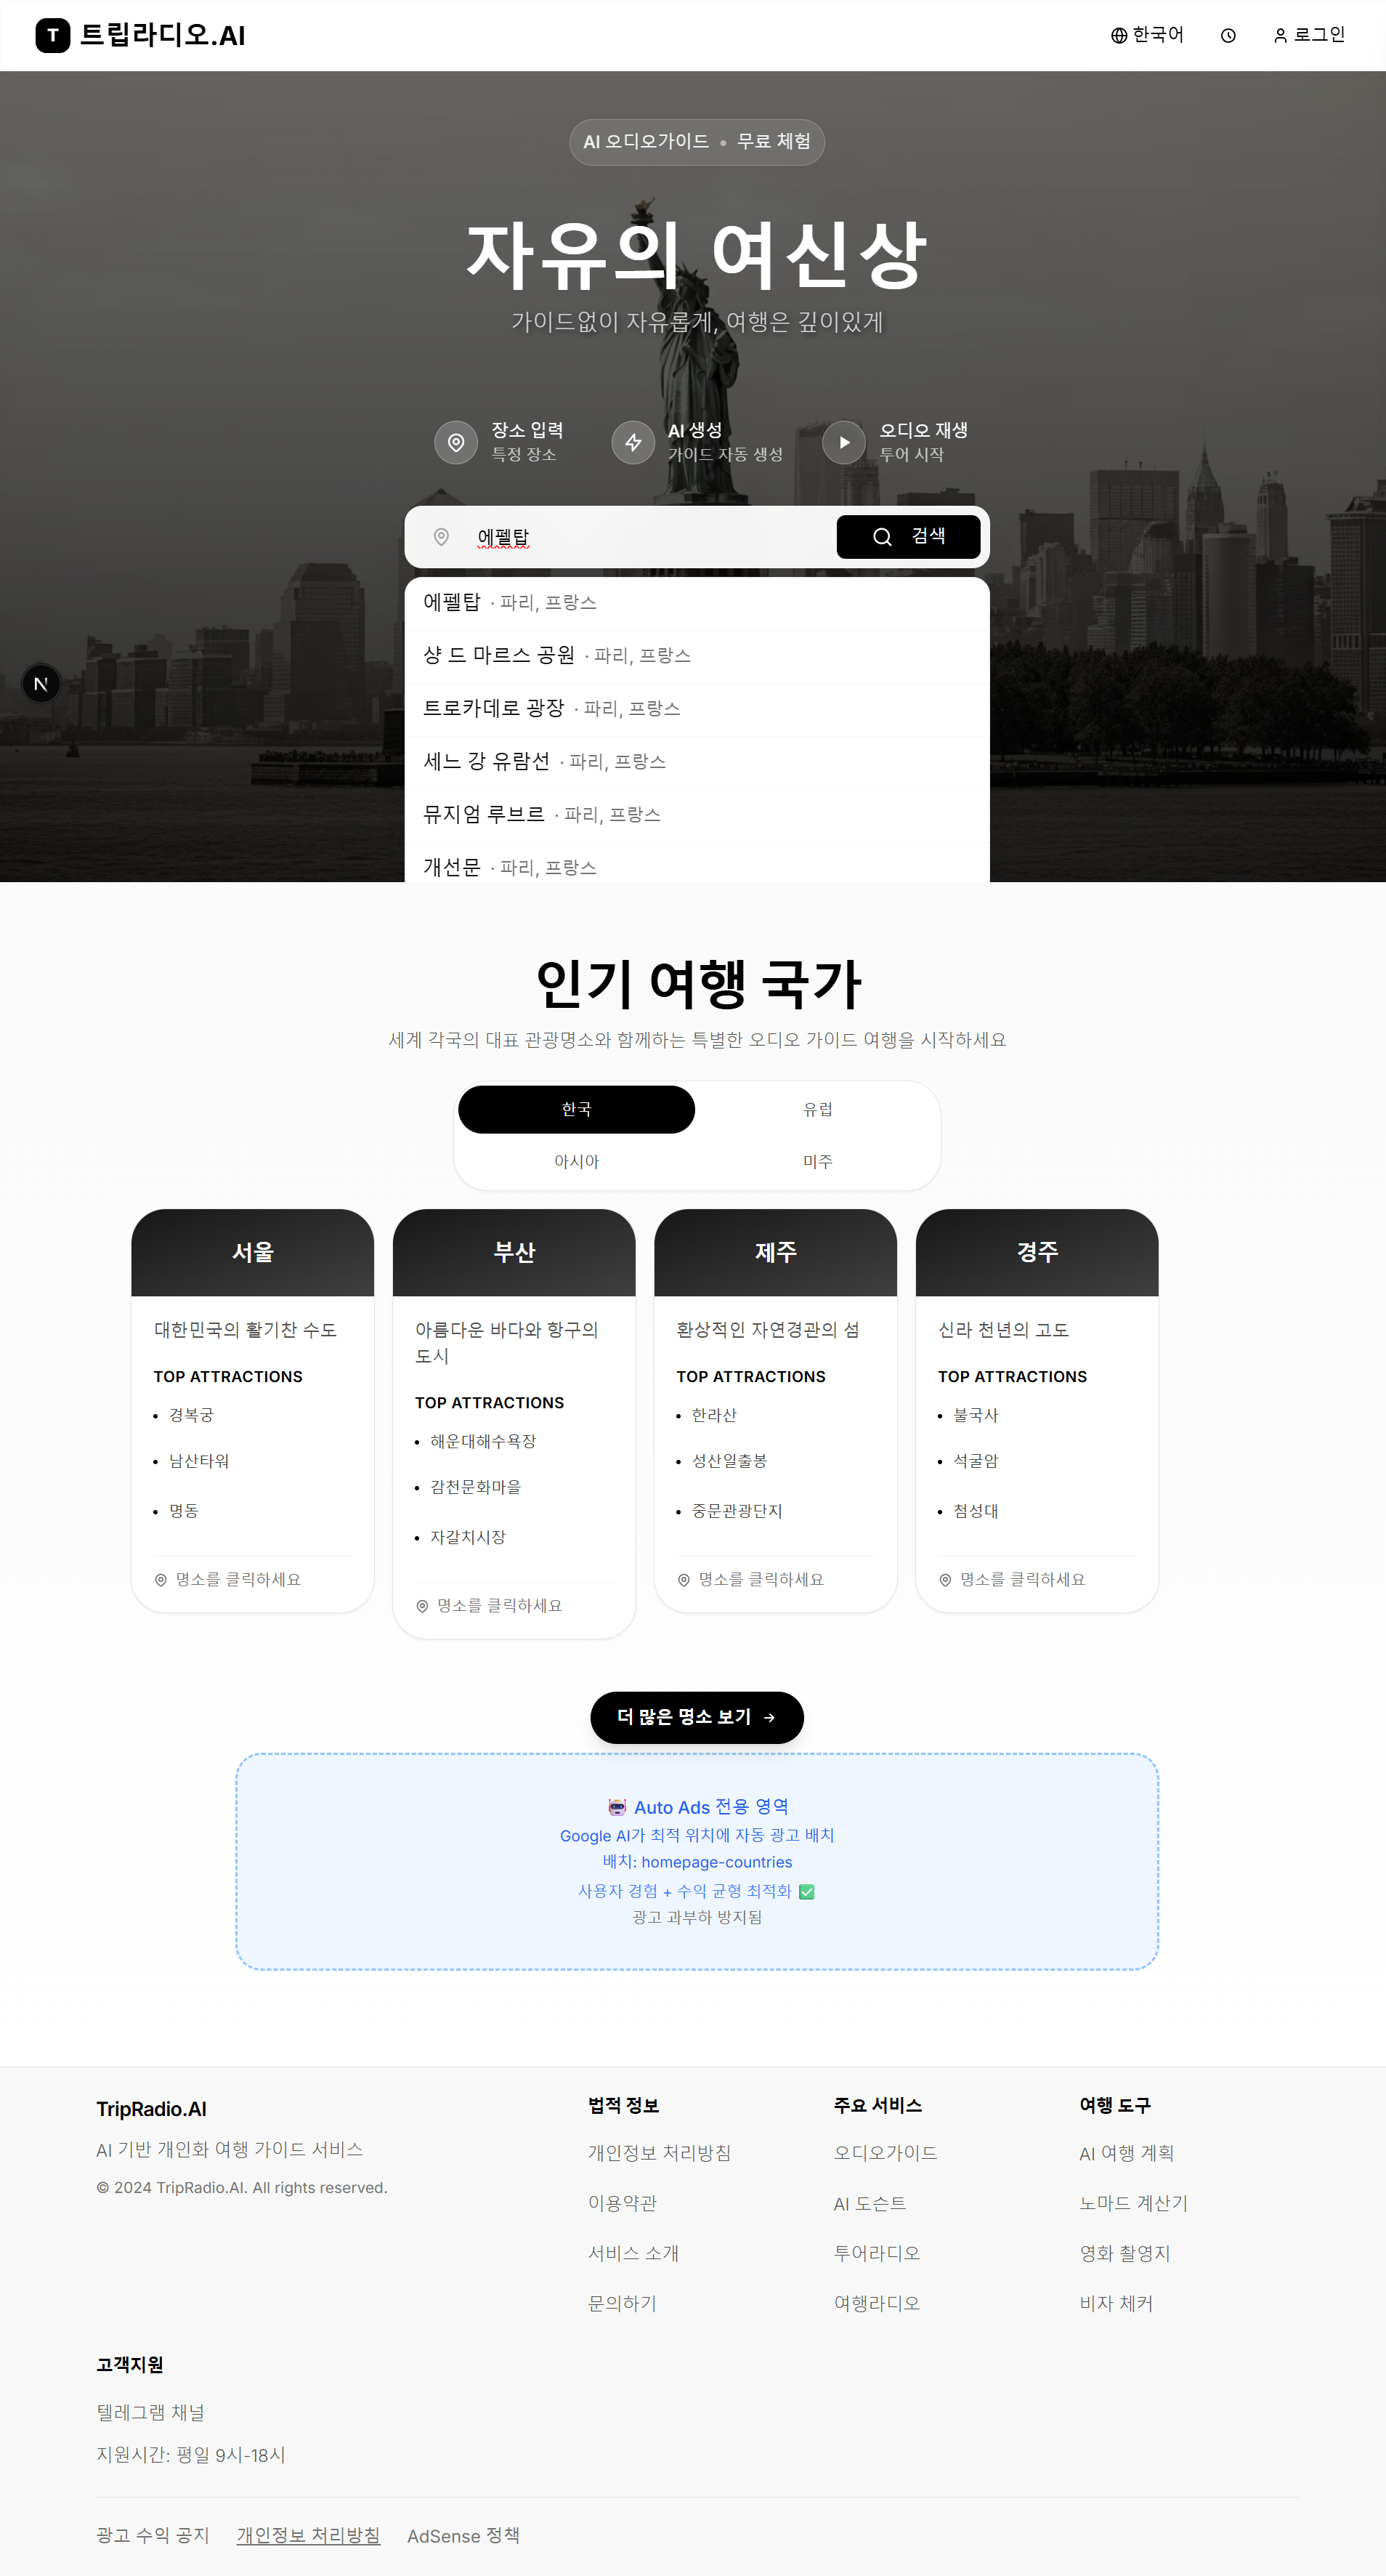 T 트립라디오.AI
한국어
로그인
AI 오디오가이드 • 무료 체험
자유의 여신상
가이드없이 자유롭게, 여행은 깊이있게
장소 입력
특정 장소
AI 생성
가이드 자동 생성
오디오 재생
투어 시작
에펠탑
검색
에펠탑 · 파리, 프랑스
샹 드 마르스 공원 · 파리, 프랑스
트로카데로 광장 · 파리, 프랑스
세느 강 유람선 · 파리, 프랑스
뮤지엄 루브르 · 파리, 프랑스
개선문 · 파리, 프랑스
N
인기 여행 국가
세계 각국의 대표 관광명소와 함께하는 특별한 오디오 가이드 여행을 시작하세요
한국
유럽
아시아
미주
서울
대한민국의 활기찬 수도
TOP ATTRACTIONS
• 경복궁
• 남산타워
• 명동
명소를 클릭하세요
부산
아름다운 바다와 항구의
도시
TOP ATTRACTIONS
• 해운대해수욕장
• 감천문화마을
• 자갈치시장
명소를 클릭하세요
제주
환상적인 자연경관의 섬
TOP ATTRACTIONS
• 한라산
• 성산일출봉
• 중문관광단지
명소를 클릭하세요
경주
신라 천년의 고도
TOP ATTRACTIONS
• 불국사
• 석굴암
• 첨성대
명소를 클릭하세요
더 많은 명소 보기 →
🤖 Auto Ads 전용 영역
Google AI가 최적 위치에 자동 광고 배치
배치: homepage-countries
사용자 경험 + 수익 균형 최적화 ✅
광고 과부하 방지됨
TripRadio.AI
AI 기반 개인화 여행 가이드 서비스
© 2024 TripRadio.AI. All rights reserved.
법적 정보
개인정보 처리방침
이용약관
서비스 소개
문의하기
주요 서비스
오디오가이드
AI 도슨트
투어라디오
여행라디오
여행 도구
AI 여행 계획
노마드 계산기
영화 촬영지
비자 체커
고객지원
텔레그램 채널
지원시간: 평일 9시-18시
광고 수익 공지
개인정보 처리방침
AdSense 정책